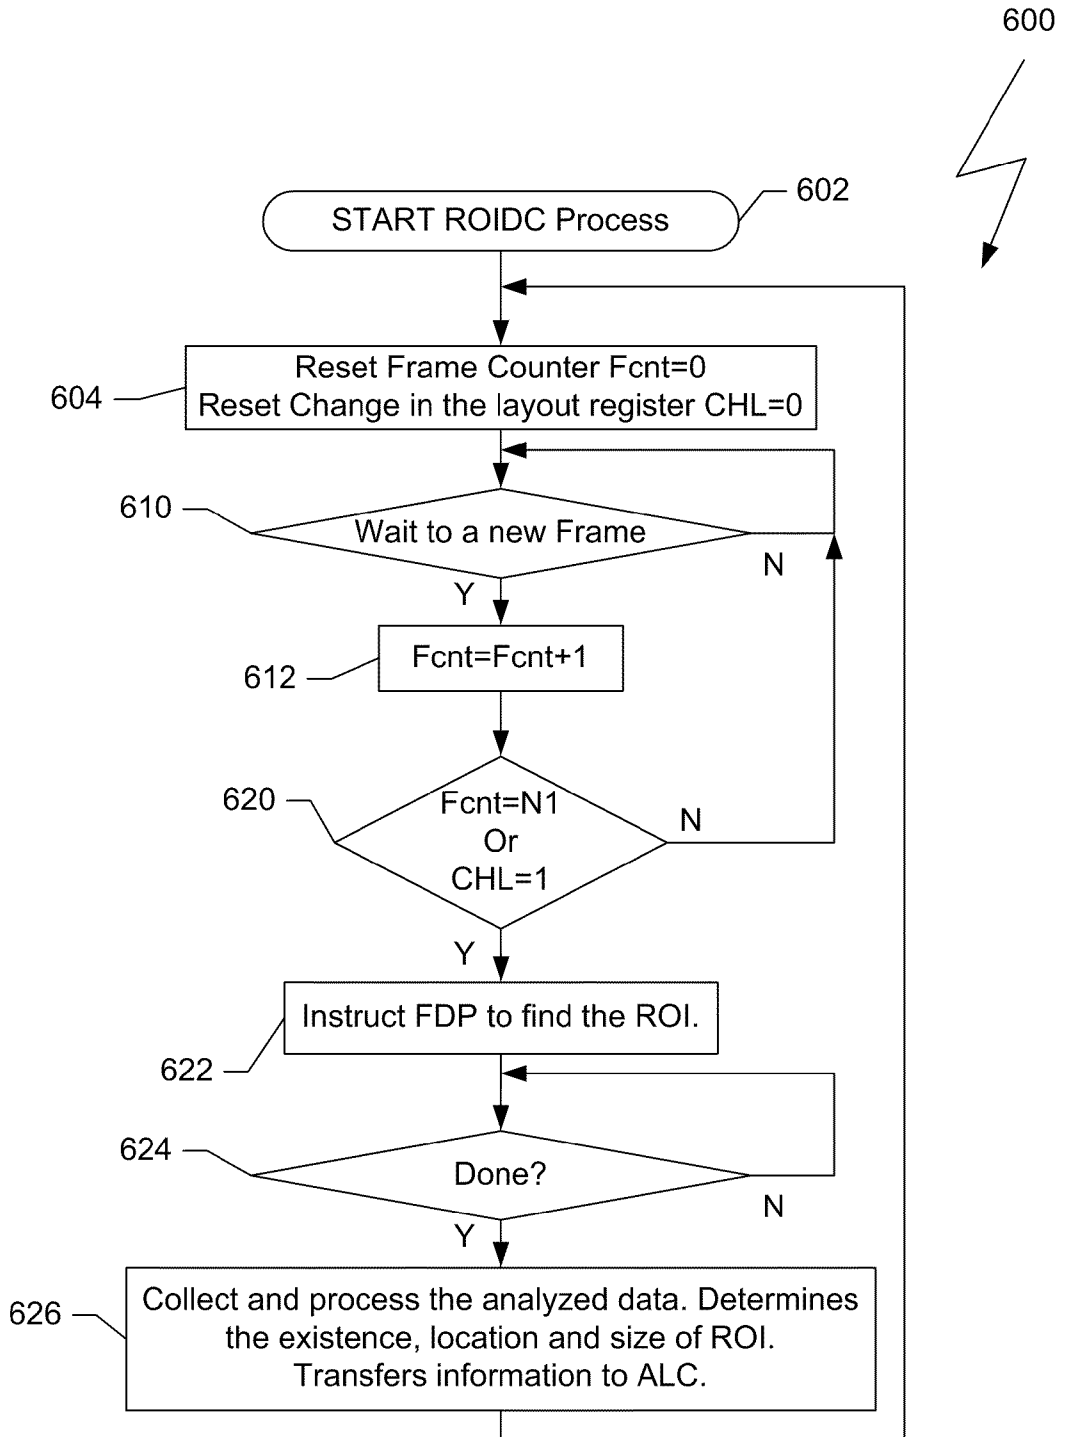 600
START ROIDC Process
602
Reset Frame Counter Fcnt=0
Reset Change in the layout register CHL=0
604
610
Wait to a new Frame
N
Y
Fcnt=Fcnt+1
612
620
Fcnt=N1
Or
CHL=1
N
Y
Instruct FDP to find the ROI.
622
624
Done?
N
Y
626
Collect and process the analyzed data. Determines
the existence, location and size of ROI.
Transfers information to ALC.